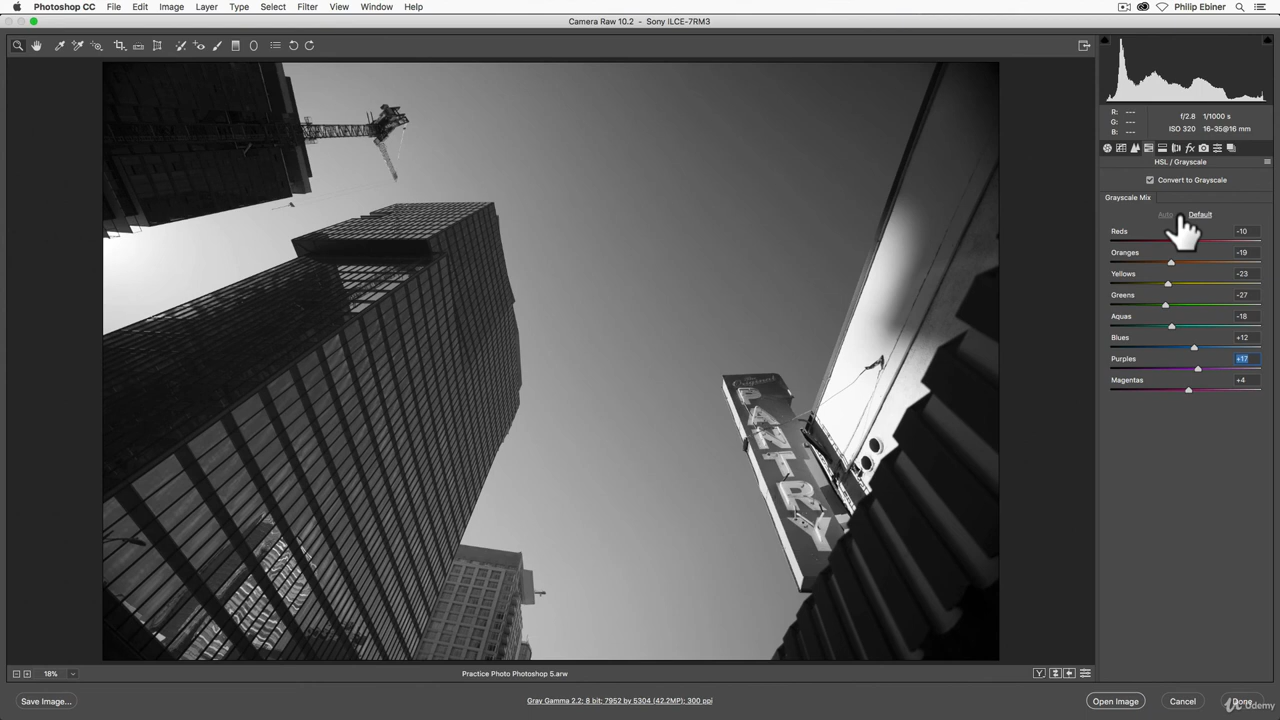 Photoshop CC File Edit Image Layer Type Select Filter View Window Help Philip Ebiner
Camera Raw 10.2 - Sony ILCE-7RM3
R: ---
G: ---
B: ---
f/2.8 1/1000 s
ISO 320 16-35@16 mm
HSL / Grayscale
Convert to Grayscale
Grayscale Mix
Auto Default
Reds -10
Oranges -19
Yellows -23
Greens -27
Aquas -18
Blues +12
Purples +17
Magentas +4
The Original
PANTRY
18%
Practice Photo Photoshop 5.arw
Y
Save Image...
Gray Gamma 2.2; 8 bit; 7952 by 5304 (42.2MP); 300 ppi
Open Image Cancel Done
Udemy